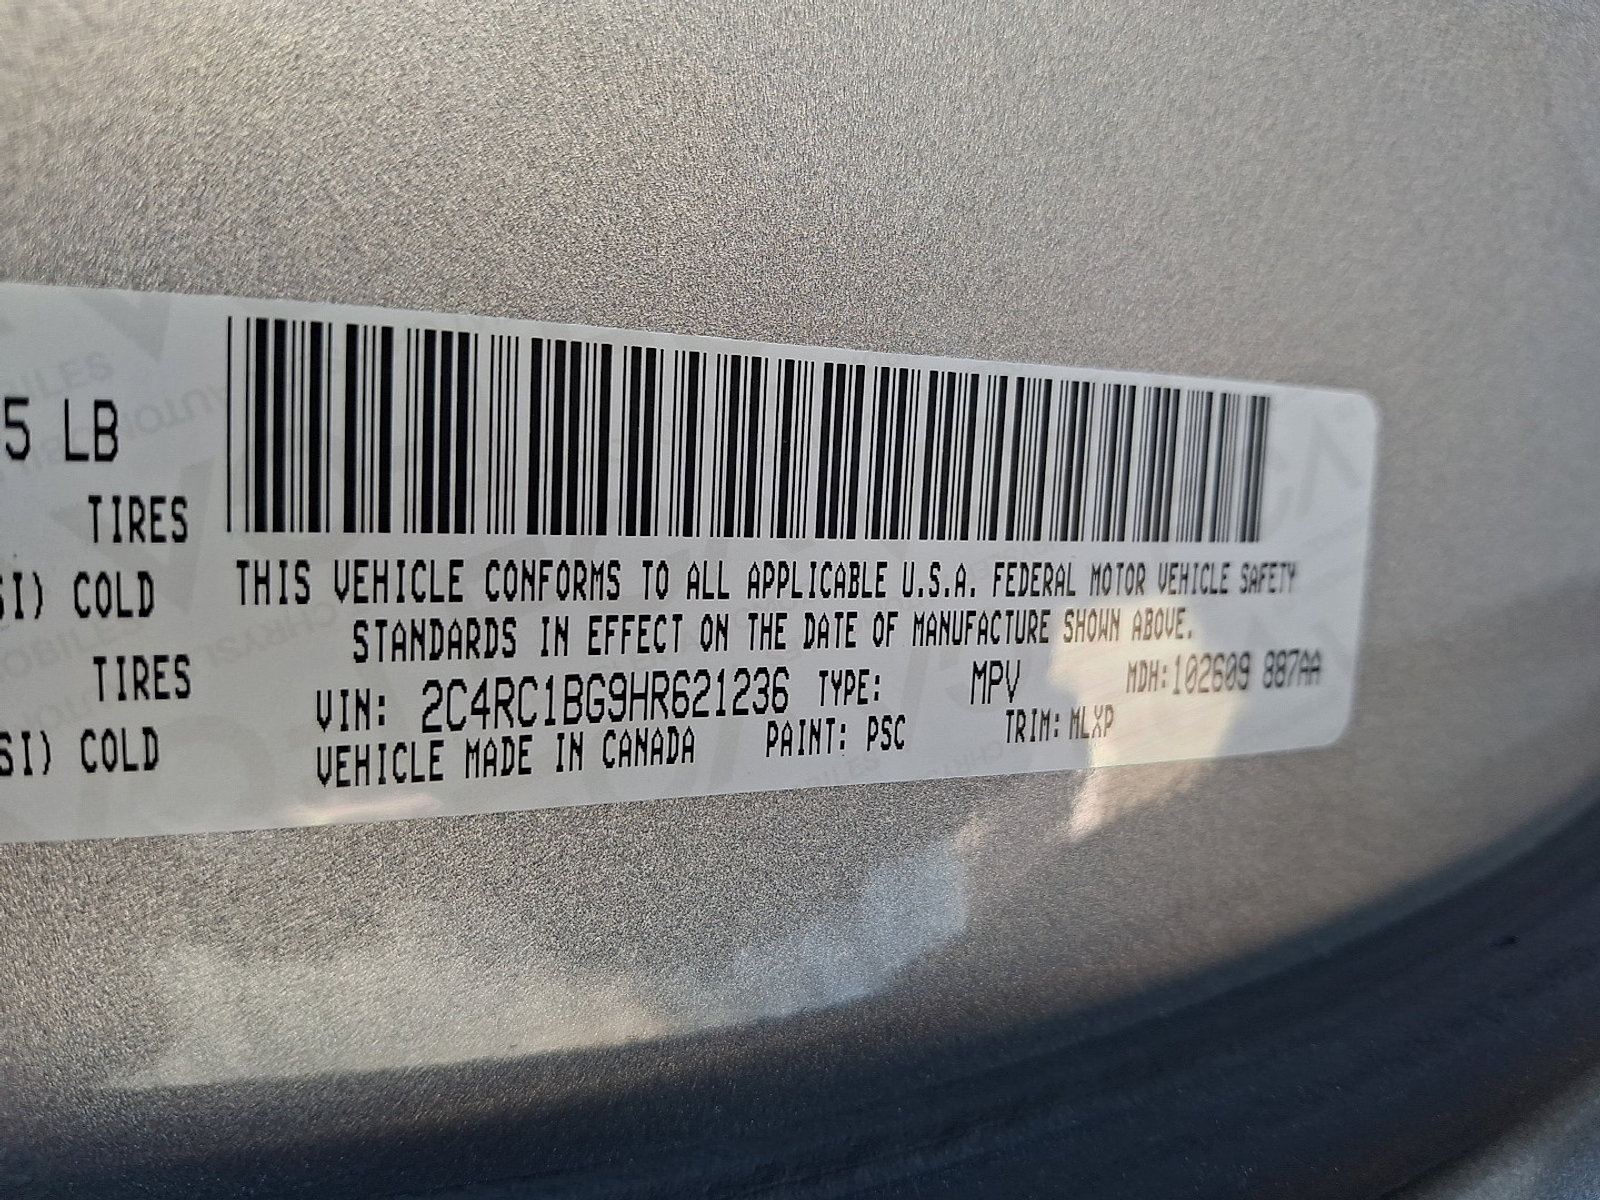 5 LB
TIRES
SI) COLD
TIRES
SI) COLD
THIS VEHICLE CONFORMS TO ALL APPLICABLE U.S.A. FEDERAL MOTOR VEHICLE SAFETY
STANDARDS IN EFFECT ON THE DATE OF MANUFACTURE SHOWN ABOVE.
VIN: 2C4RC1BG9HR621236 TYPE: MPV MDH:102609 887AA
VEHICLE MADE IN CANADA PAINT: PSC TRIM: MLXP